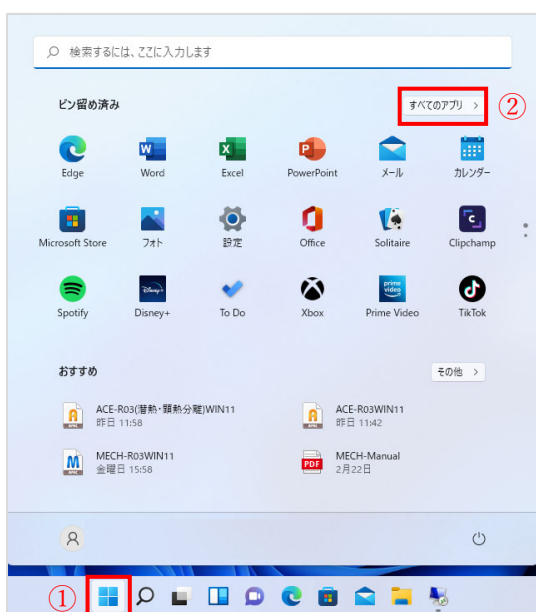 検索するには、ここに入力します
ピン留め済み
すべてのアプリ >
②
Edge
Word
Excel
PowerPoint
メール
カレンダー
Microsoft Store
フォト
設定
Office
Solitaire
Clipchamp
Spotify
Disney+
To Do
Xbox
Prime Video
TikTok
おすすめ
その他 >
ACE-R03(潜熱・顕熱分離)WIN11
昨日 11:58
ACE-R03WIN11
昨日 11:42
MECH-R03WIN11
金曜日 15:58
MECH-Manual
2月22日
①